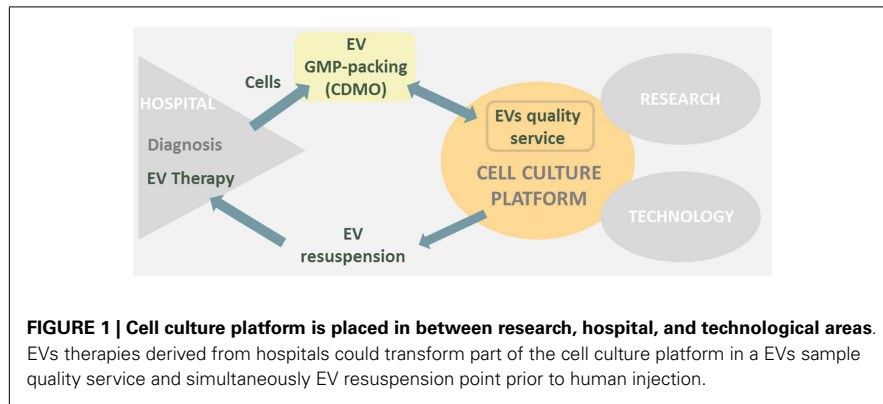 EV
GMP-packing
(CDMO)
Cells
HOSPITAL
Diagnosis
EV Therapy
EVs quality
service
CELL CULTURE
PLATFORM
RESEARCH
TECHNOLOGY
EV
resuspension
FIGURE 1 | Cell culture platform is placed in between research, hospital, and technological areas.
EVs therapies derived from hospitals could transform part of the cell culture platform in a EVs sample
quality service and simultaneously EV resuspension point prior to human injection.